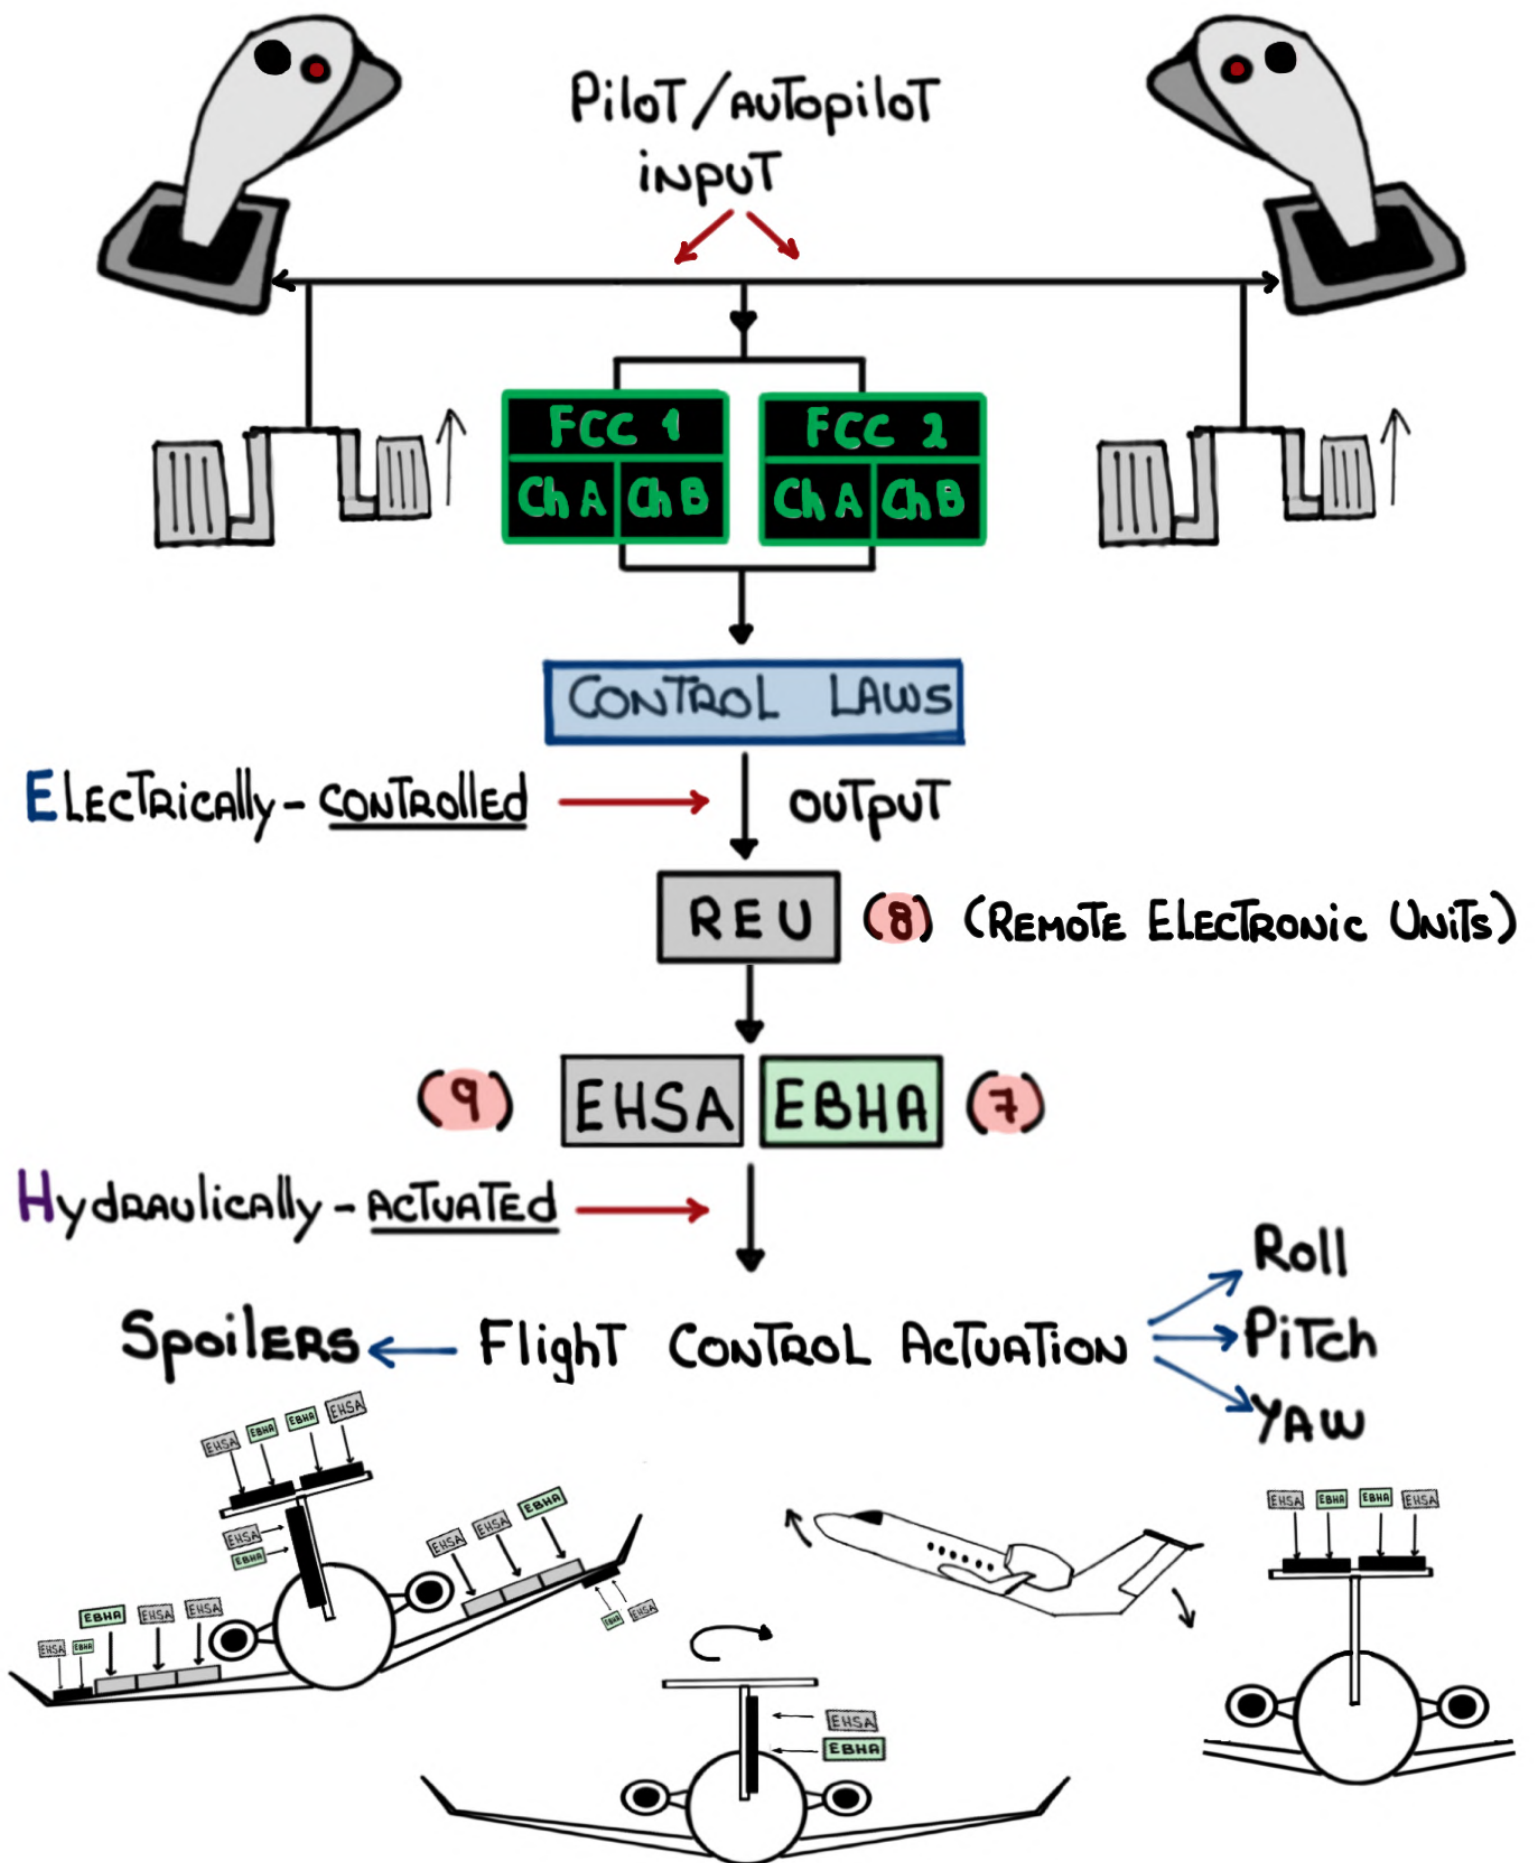 Pilot/Autopilot
input
FCC 1
FCC 2
Ch A
Ch B
Ch A
Ch B
CONTROL LAWS
Electrically-controlled
output
REU
(8) (Remote Electronic Units)
(9)
EHSA
EBHA
(7)
Hydraulically-actuated
Roll
Spoilers
Flight Control Actuation
Pitch
Yaw
EHSA
EBHA
EBHA
EHSA
EHSA
EBHA
EHSA
EHSA
EBHA
EBHA
EHSA
EHSA
EBHA
EHSA
EHSA
EBHA
EBHA
EHSA
EHSA
EBHA
EBHA
EHSA
EHSA
EBHA